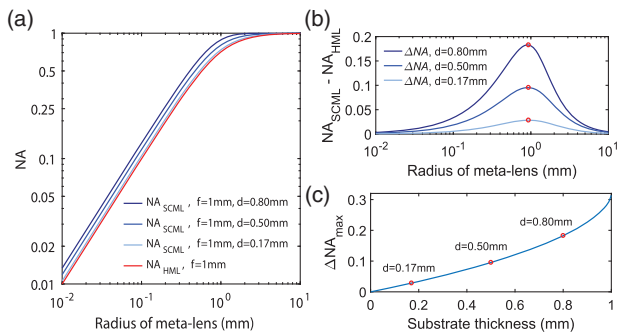 (a)
NA
1
0.5
0.25
0.1
0.05
0.02
0.01
10^-2
10^-1
10^0
10^1
Radius of meta-lens (mm)
NA_SCML , f=1mm, d=0.80mm
NA_SCML , f=1mm, d=0.50mm
NA_SCML , f=1mm, d=0.17mm
NA_HML , f=1mm
(b)
NA_SCML - NA_HML
0.2
0.15
0.1
0.05
0
10^-2
10^-1
10^0
10^1
Radius of meta-lens (mm)
ΔNA, d=0.80mm
ΔNA, d=0.50mm
ΔNA, d=0.17mm
(c)
ΔNA_max
0.3
0.2
0.1
0
0
0.2
0.4
0.6
0.8
1
Substrate thickness (mm)
d=0.17mm
d=0.50mm
d=0.80mm